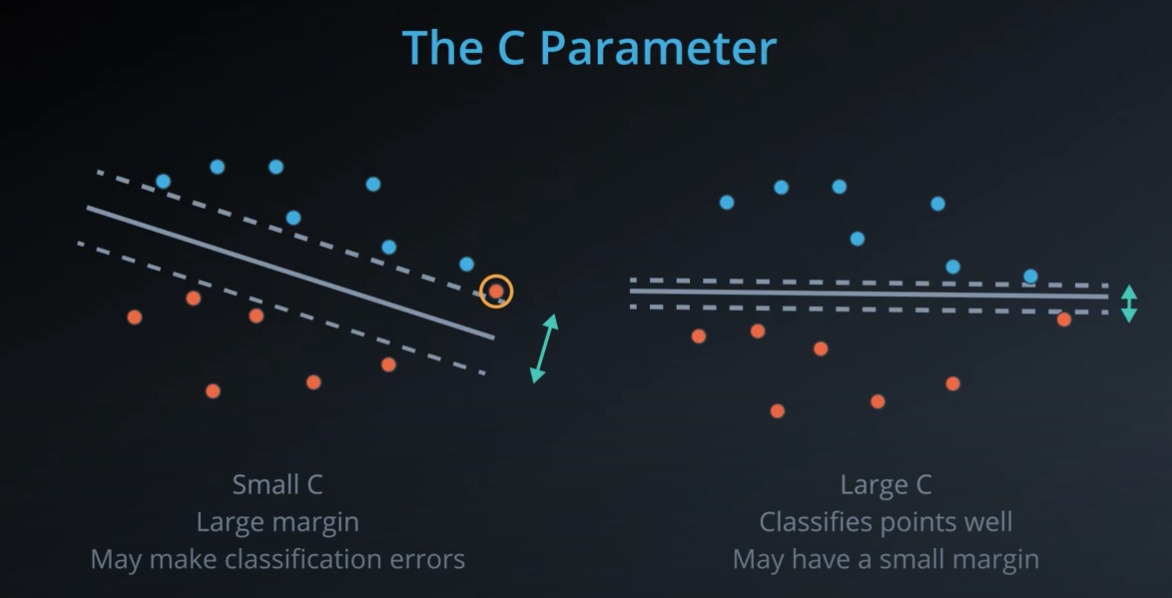 The C Parameter
Small C
Large margin
May make classification errors
Large C
Classifies points well
May have a small margin